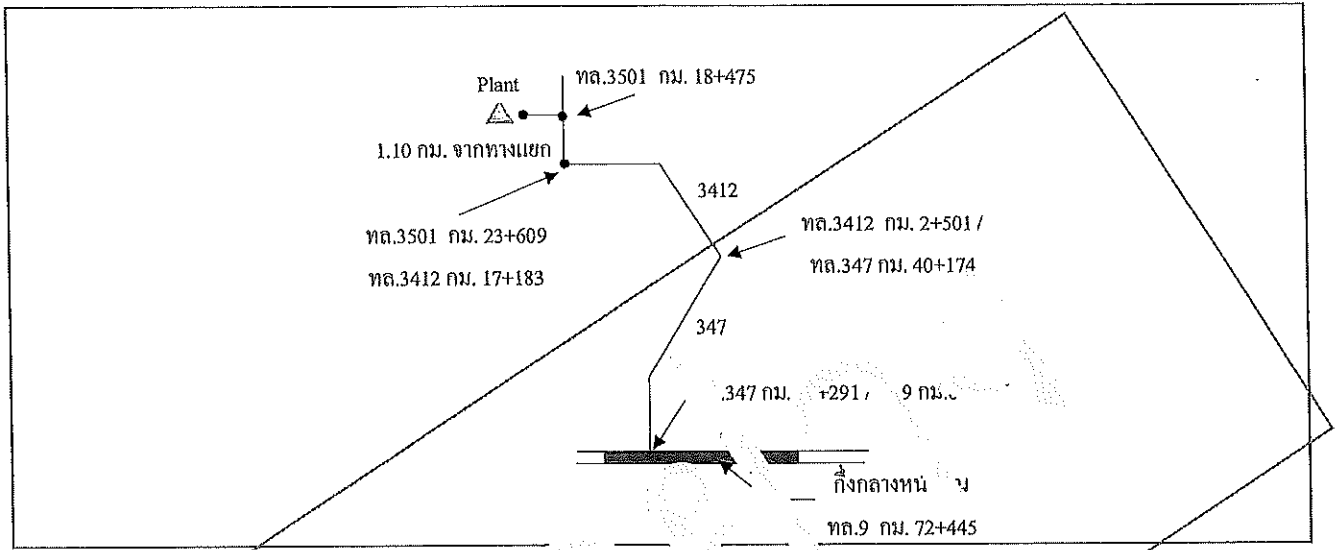 Plant
ทล.3501 กม. 18+475
1.10 กม. จากทางแยก
3412
ทล.3501 กม. 23+609
ทล.3412 กม. 17+183
ทล.3412 กม. 2+501 /
ทล.347 กม. 40+174
347
.347 กม. +291 / 9 กม.
กึ่งกลางหน่
ทล.9 กม. 72+445